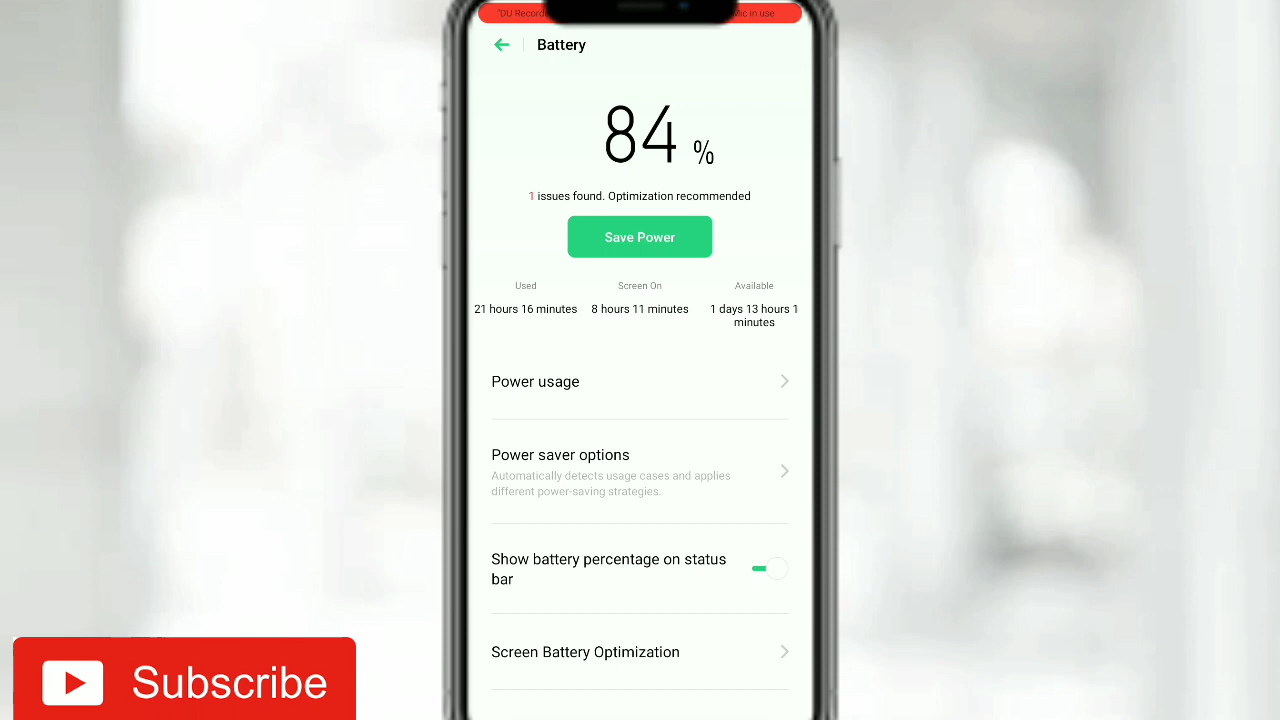 "DU Recor
Mic in use
Battery
84 %
1 issues found. Optimization recommended
Save Power
Used
Screen On
Available
21 hours 16 minutes
8 hours 11 minutes
1 days 13 hours 1
minutes
Power usage
Power saver options
Automatically detects usage cases and applies
different power-saving strategies.
Show battery percentage on status
bar
Screen Battery Optimization
Subscribe